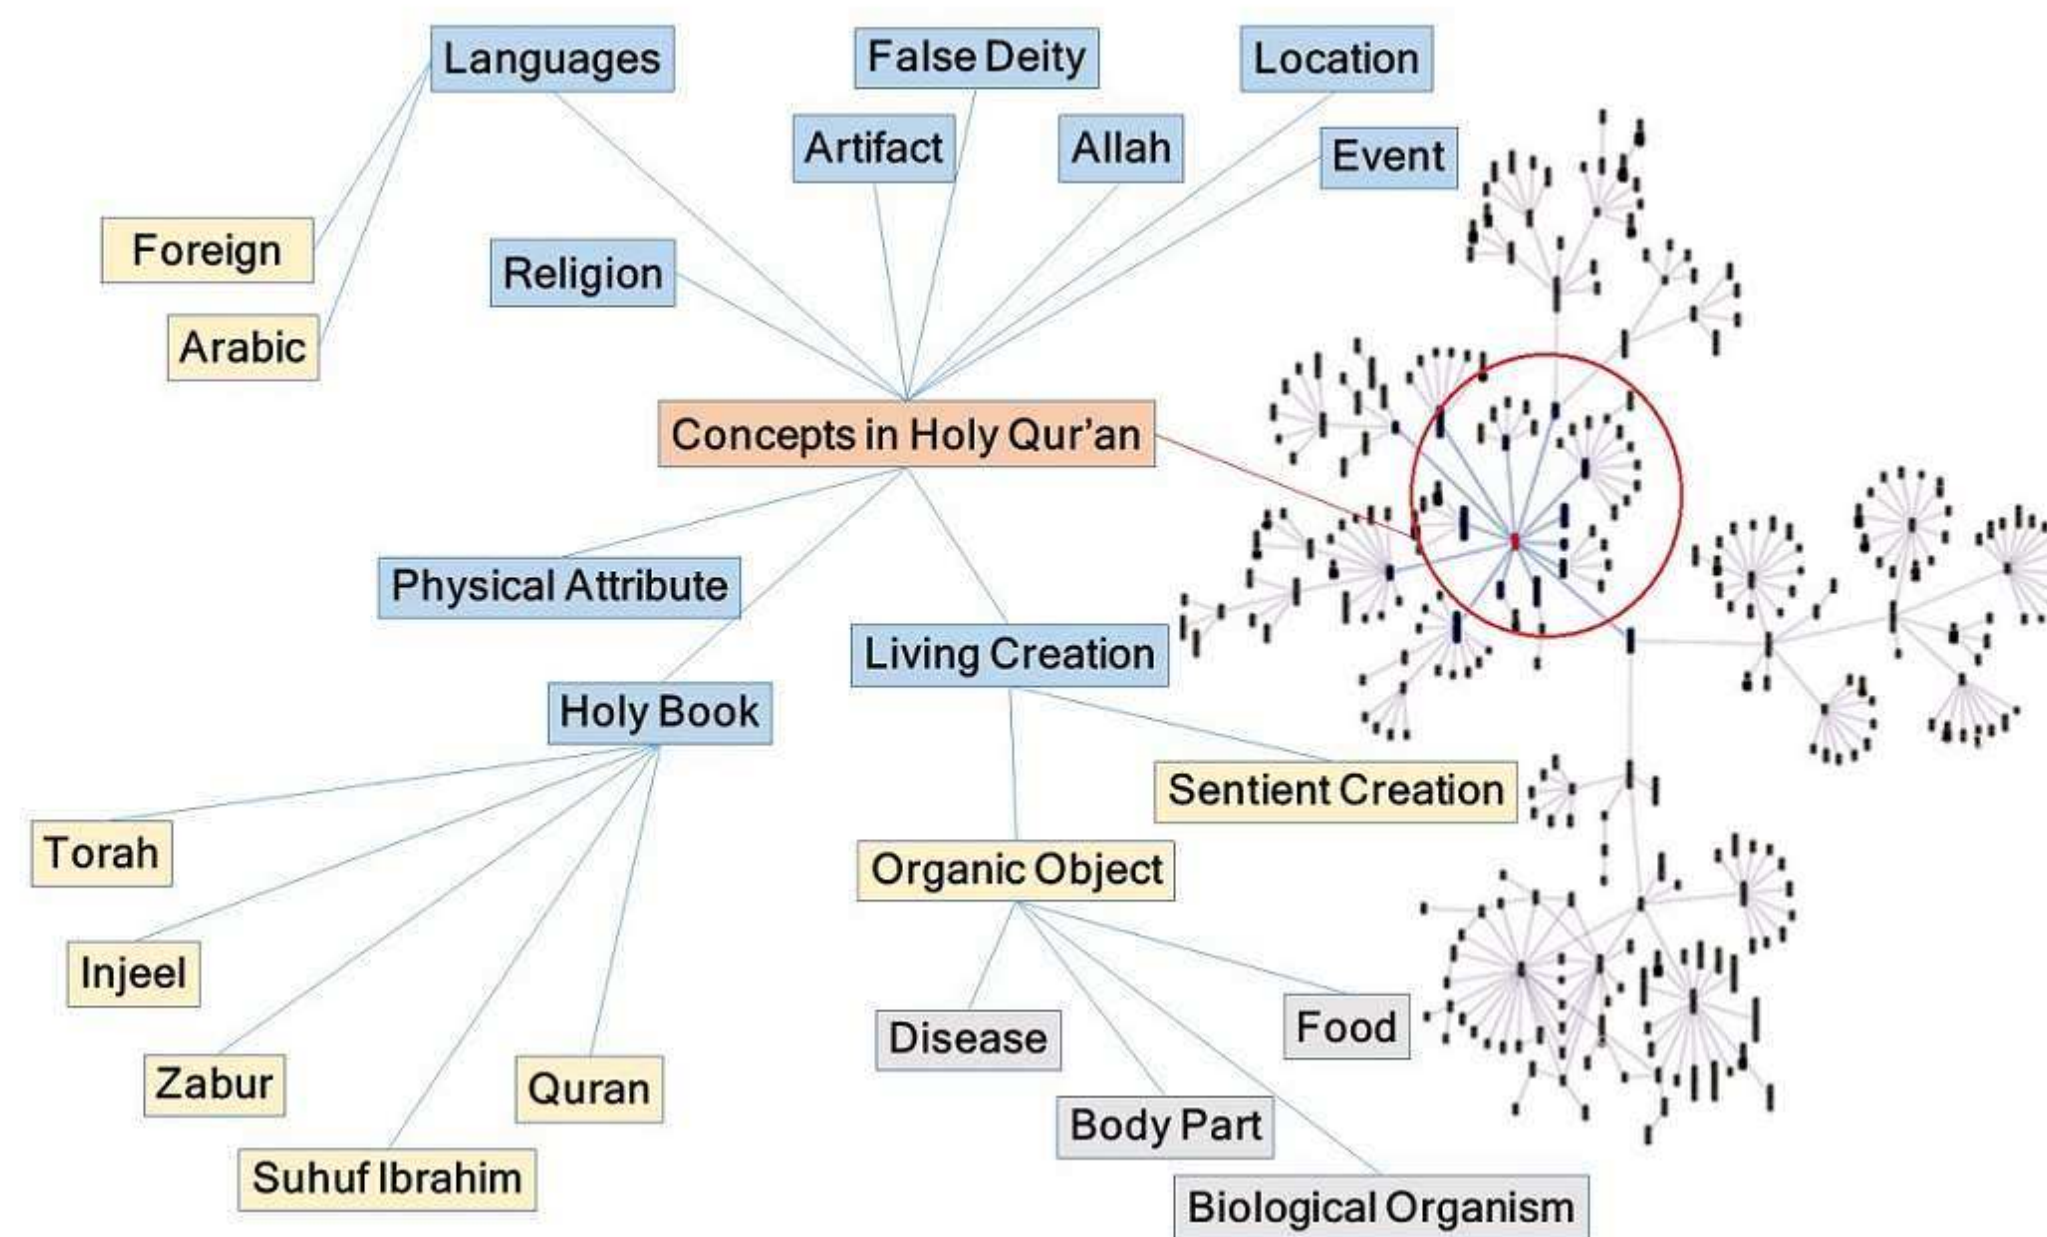 Languages
False Deity
Location
Artifact
Allah
Event
Foreign
Religion
Arabic
Concepts in Holy Qur’an
Physical Attribute
Living Creation
Holy Book
Sentient Creation
Torah
Organic Object
Injeel
Disease
Food
Zabur
Quran
Body Part
Suhuf Ibrahim
Biological Organism